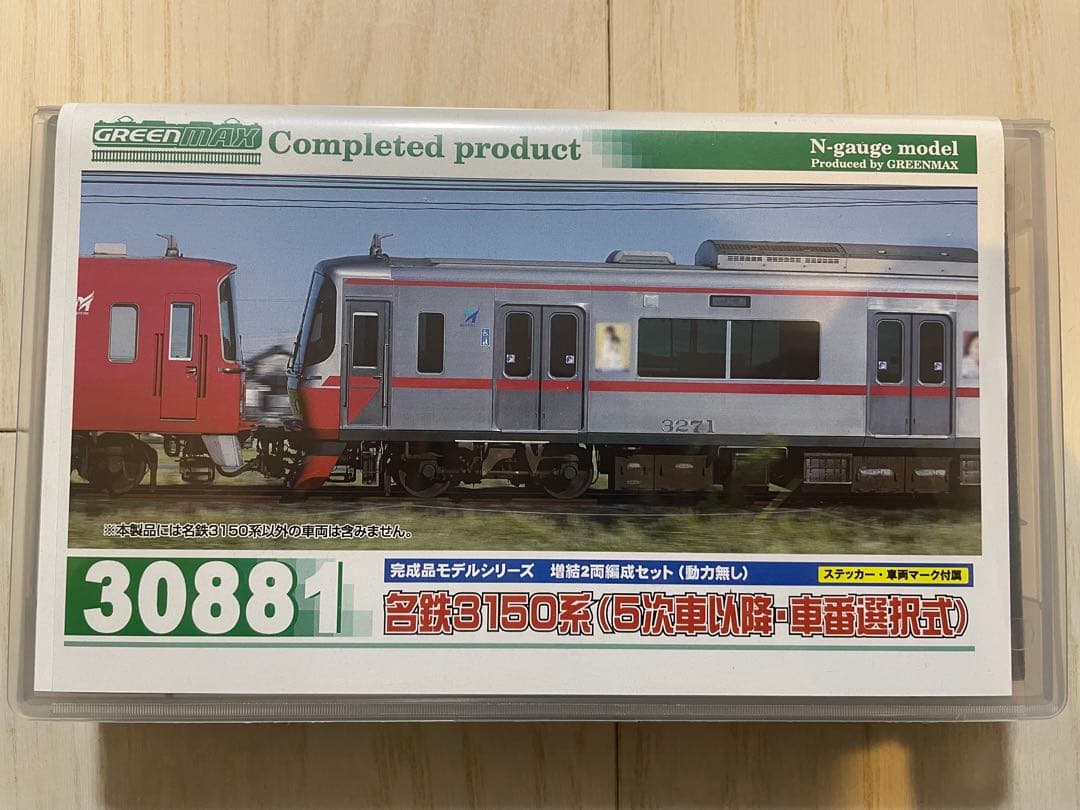 GREENMAX Completed product
N-gauge model
Produced by GREENMAX
3271
※本製品には名鉄3150系以外の車両は含みません。
30881
完成品モデルシリーズ 増結2両編成セット(動力無し)
ステッカー・車両マーク付属
名鉄3150系(5次車以降・車番選択式)